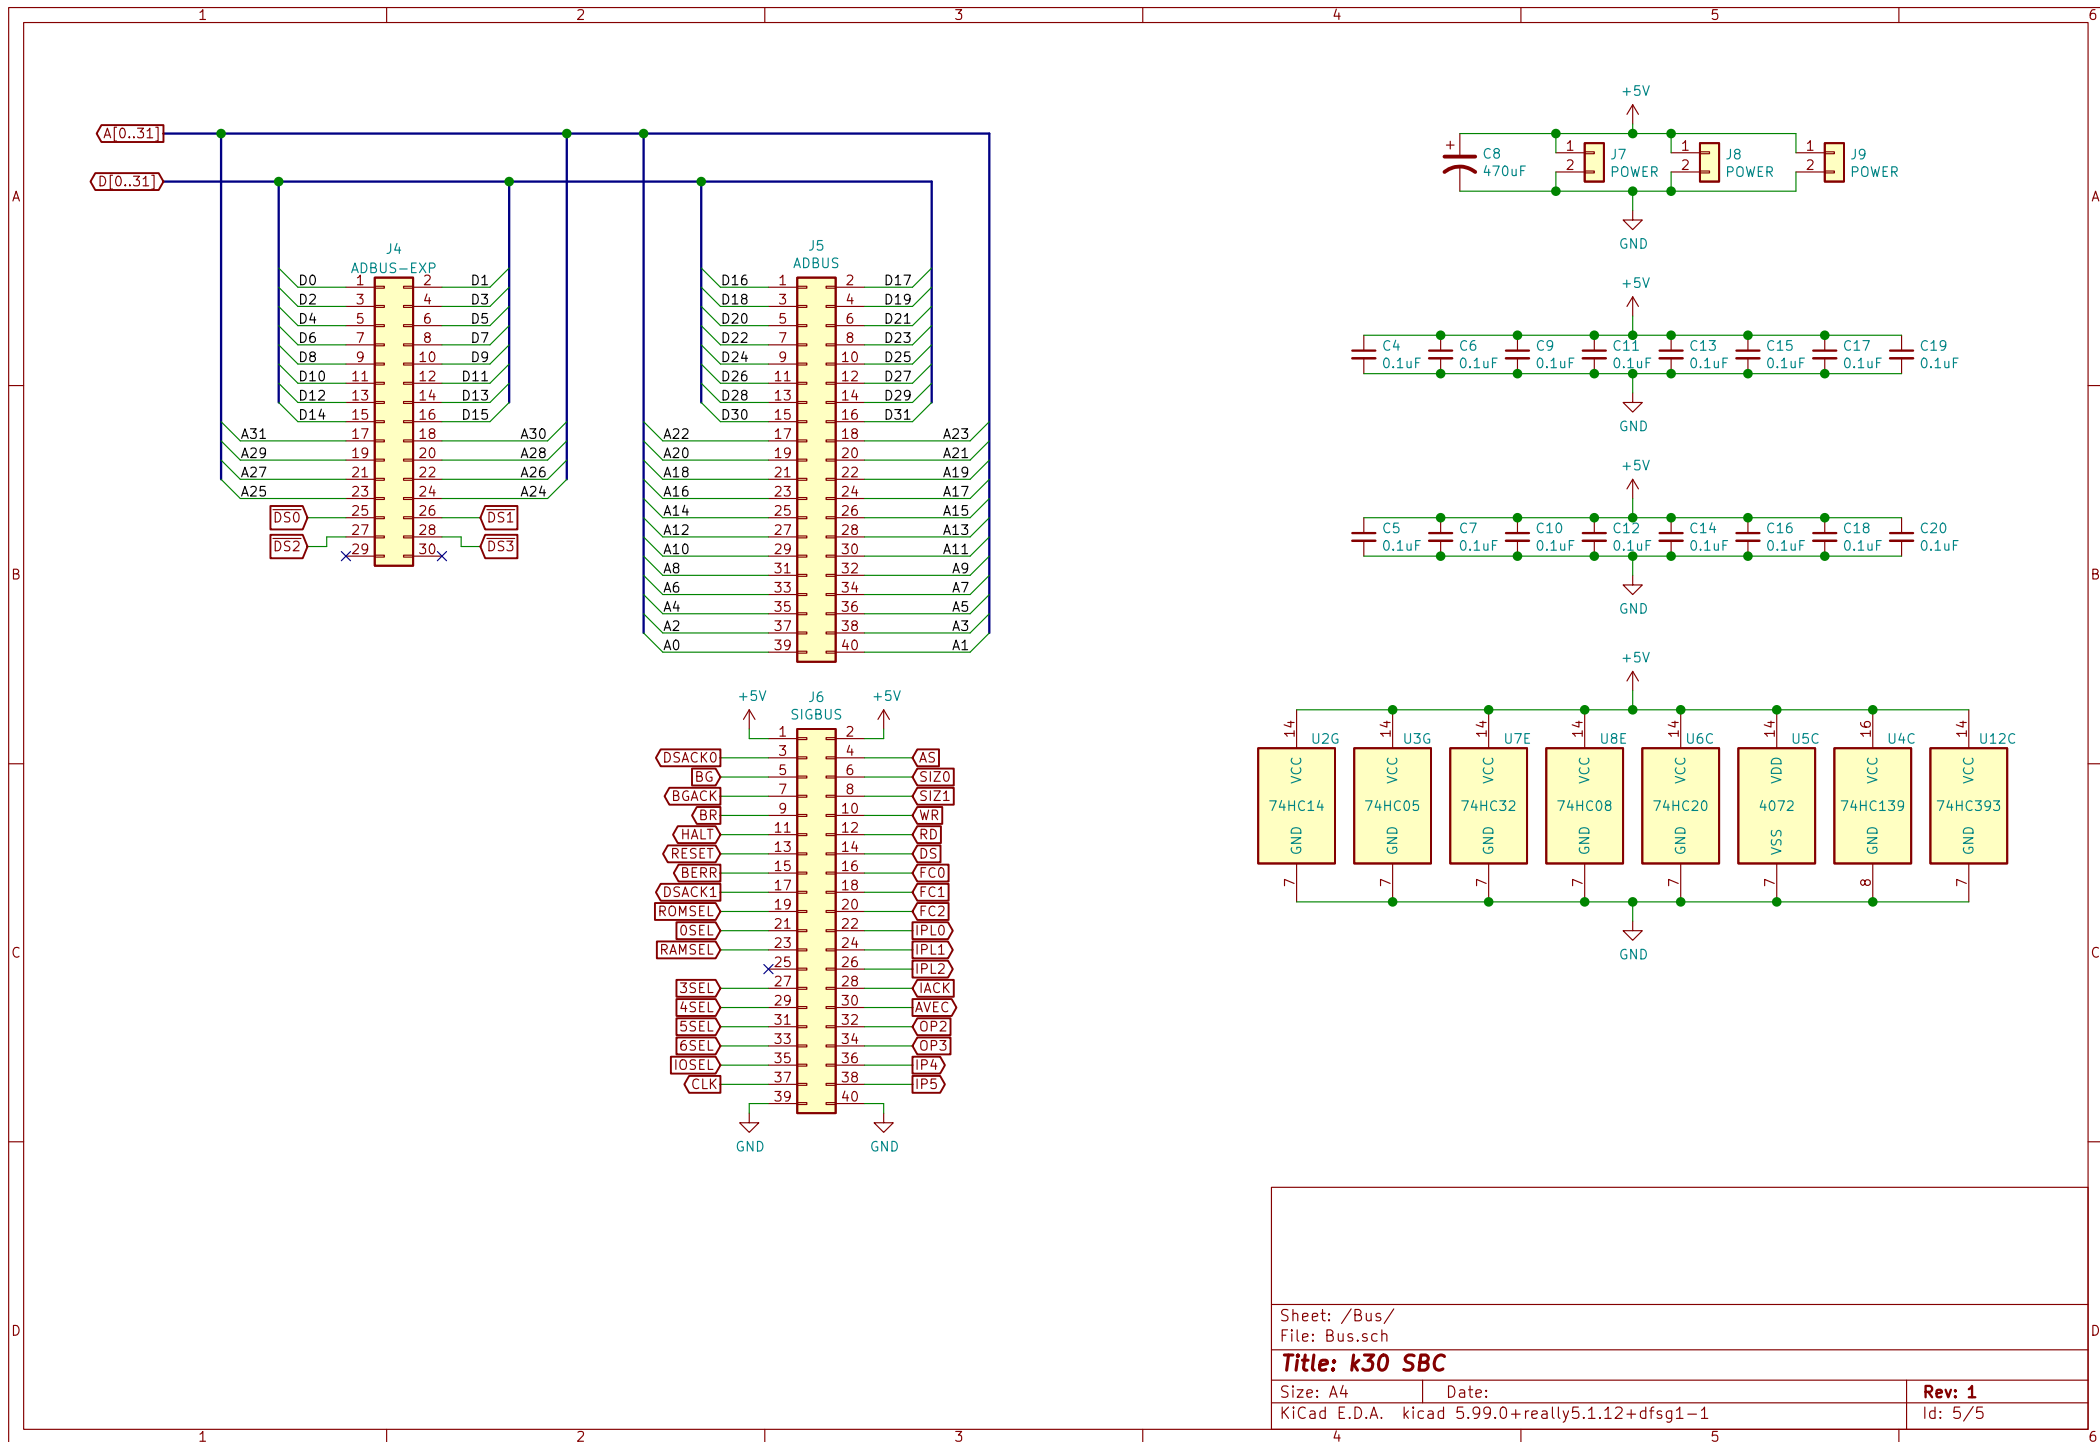 1 2 3 4 5 6
A
B
C
D
A[0..31]
D[0..31]
J4
ADBUS-EXP
D0 1 2 D1
D2 3 4 D3
D4 5 6 D5
D6 7 8 D7
D8 9 10 D9
D10 11 12 D11
D12 13 14 D13
D14 15 16 D15
A31 17 18 A30
A29 19 20 A28
A27 21 22 A26
A25 23 24 A24
DS0 25 26 DS1
27 28
DS2 DS3
29 30
J5
ADBUS
D16 1 2 D17
D18 3 4 D19
D20 5 6 D21
D22 7 8 D23
D24 9 10 D25
D26 11 12 D27
D28 13 14 D29
D30 15 16 D31
A22 17 18 A23
A20 19 20 A21
A18 21 22 A19
A16 23 24 A17
A14 25 26 A15
A12 27 28 A13
A10 29 30 A11
A8 31 32 A9
A6 33 34 A7
A4 35 36 A5
A2 37 38 A3
A0 39 40 A1
+5V J6 +5V
SIGBUS
1 2
DSACK0 3 4 AS
BG 5 6 SIZ0
BGACK 7 8 SIZ1
BR 9 10 WR
HALT 11 12 RD
RESET 13 14 DS
BERR 15 16 FC0
DSACK1 17 18 FC1
ROMSEL 19 20 FC2
0SEL 21 22 IPL0
RAMSEL 23 24 IPL1
25 26 IPL2
3SEL 27 28 IACK
4SEL 29 30 AVEC
5SEL 31 32 OP2
6SEL 33 34 OP3
IOSEL 35 36 IP4
CLK 37 38 IP5
39 40
GND GND
+5V
C8
470uF
+
1
2
J7
POWER
1
2
J8
POWER
1
2
J9
POWER
GND
+5V
C4 C6 C9 C11 C13 C15 C17 C19
0.1uF 0.1uF 0.1uF 0.1uF 0.1uF 0.1uF 0.1uF 0.1uF
GND
+5V
C5 C7 C10 C12 C14 C16 C18 C20
0.1uF 0.1uF 0.1uF 0.1uF 0.1uF 0.1uF 0.1uF 0.1uF
GND
+5V
14 14 14 14 14 14 16 14
U2G U3G U7E U8E U6C U5C U4C U12C
VCC VCC VCC VCC VCC VDD VCC VCC
74HC14 74HC05 74HC32 74HC08 74HC20 4072 74HC139 74HC393
GND GND GND GND GND VSS GND GND
7 7 7 7 7 7 8 7
GND
A
B
C
D
Sheet: /Bus/
File: Bus.sch
Title: k30 SBC
Size: A4 Date: Rev: 1
KiCad E.D.A. kicad 5.99.0+really5.1.12+dfsg1-1 Id: 5/5
1 2 3 4 5 6